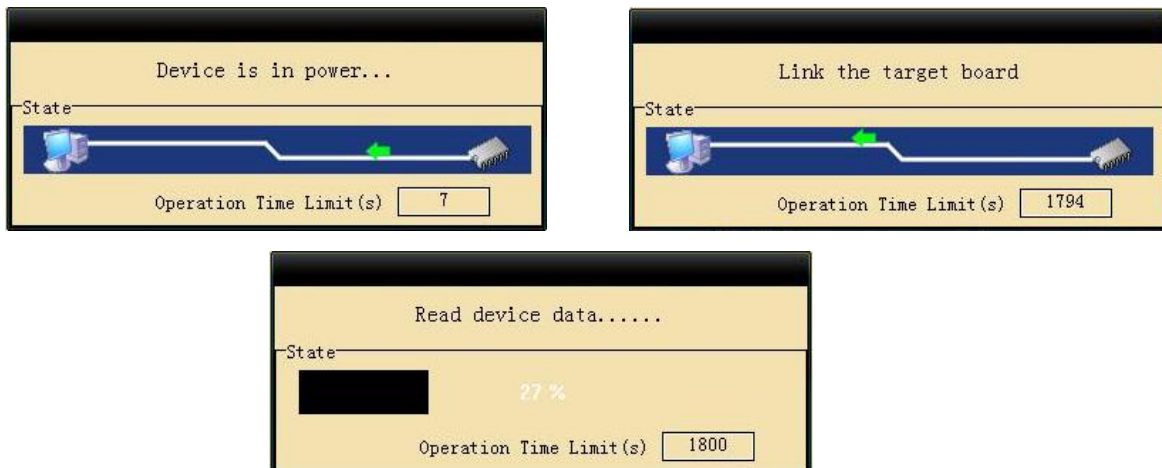 Device is in power...
State
Operation Time Limit(s) 7
Link the target board
State
Operation Time Limit(s) 1794
Read device data......
State
27 %
Operation Time Limit(s) 1800